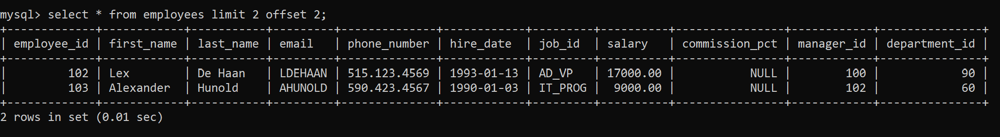 mysql> select * from employees limit 2 offset 2;
+-------------+------------+-----------+---------+--------------+------------+---------+----------+----------------+------------+---------------+
| employee_id | first_name | last_name | email   | phone_number | hire_date  | job_id  | salary   | commission_pct | manager_id | department_id |
+-------------+------------+-----------+---------+--------------+------------+---------+----------+----------------+------------+---------------+
|         102 | Lex        | De Haan   | LDEHAAN | 515.123.4569 | 1993-01-13 | AD_VP   | 17000.00 |           NULL |        100 |            90 |
|         103 | Alexander  | Hunold    | AHUNOLD | 590.423.4567 | 1990-01-03 | IT_PROG |  9000.00 |           NULL |        102 |            60 |
+-------------+------------+-----------+---------+--------------+------------+---------+----------+----------------+------------+---------------+
2 rows in set (0.01 sec)